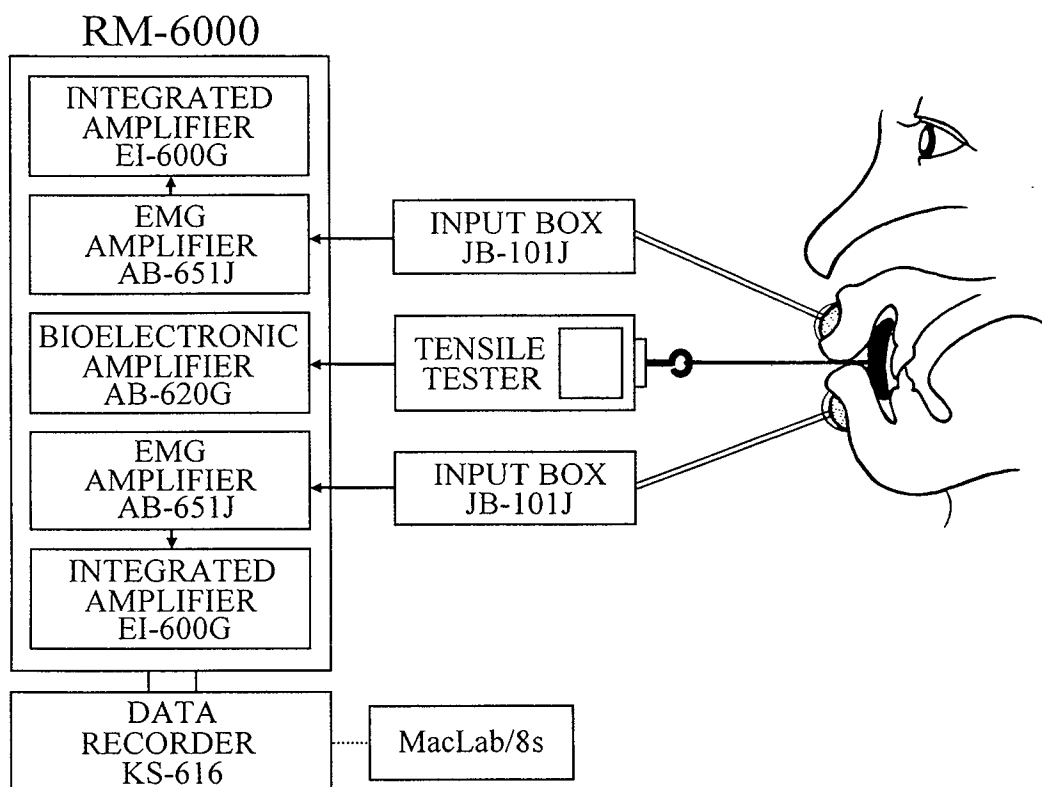 RM-6000
INTEGRATED
AMPLIFIER
EI-600G
EMG
AMPLIFIER
AB-651J
INPUT BOX
JB-101J
BIOELECTRONIC
AMPLIFIER
AB-620G
TENSILE
TESTER
EMG
AMPLIFIER
AB-651J
INPUT BOX
JB-101J
INTEGRATED
AMPLIFIER
EI-600G
DATA
RECORDER
KS-616
MacLab/8s